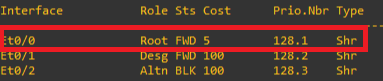 Interface Role Sts Cost Prio.Nbr Type
Et0/0 Root FWD 5 128.1 Shr
Et0/1 Desg FWD 100 128.2 Shr
Et0/2 Altn BLK 100 128.3 Shr